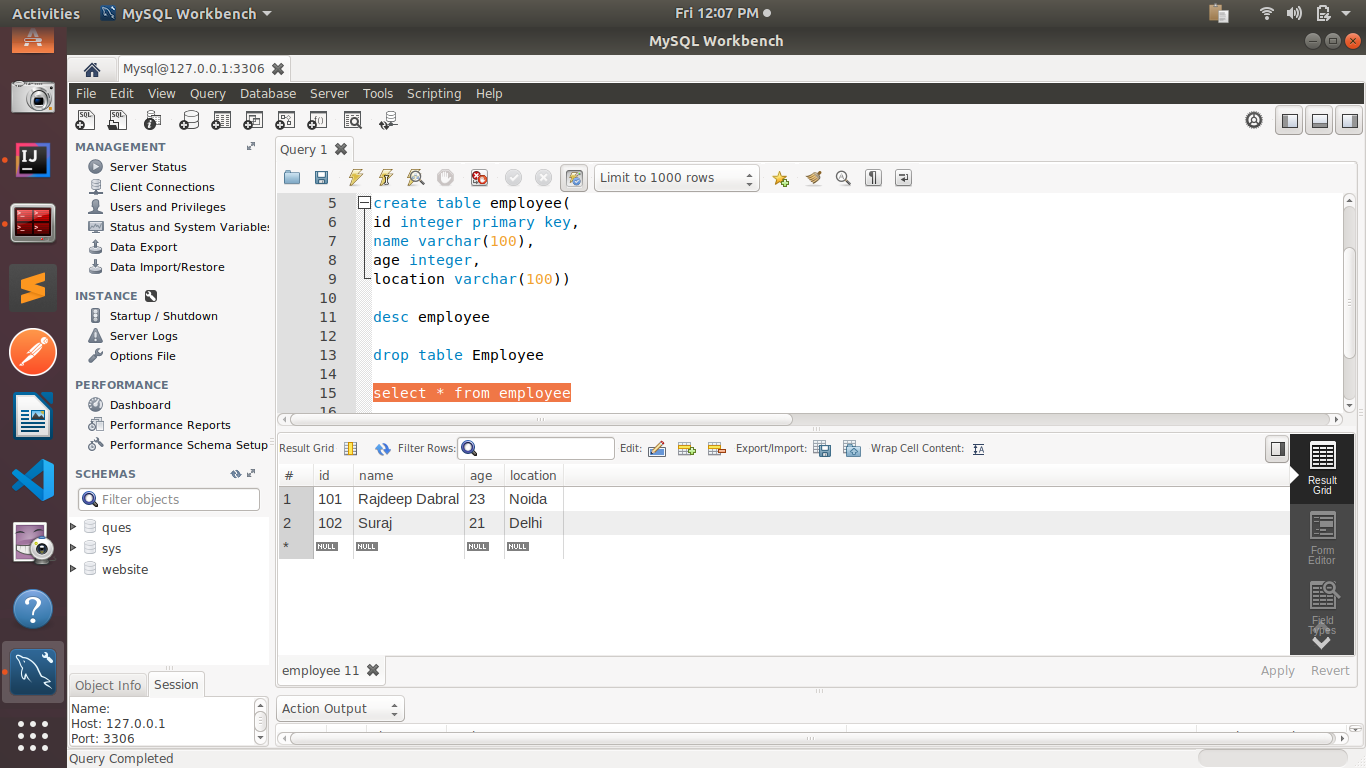 Activities MySQL Workbench Fri 12:07 PM
MySQL Workbench
Mysql@127.0.0.1:3306
File Edit View Query Database Server Tools Scripting Help
MANAGEMENT
Server Status
Client Connections
Users and Privileges
Status and System Variables
Data Export
Data Import/Restore
INSTANCE
Startup / Shutdown
Server Logs
Options File
PERFORMANCE
Dashboard
Performance Reports
Performance Schema Setup
SCHEMAS
Filter objects
ques
sys
website
Object Info Session
Name:
Host: 127.0.0.1
Port: 3306
Query 1
Limit to 1000 rows
5 create table employee(
6 id integer primary key,
7 name varchar(100),
8 age integer,
9 location varchar(100))
10
11 desc employee
12
13 drop table Employee
14
15 select * from employee
16
Result Grid Filter Rows: Edit: Export/Import: Wrap Cell Content:
# id name age location
1 101 Rajdeep Dabral 23 Noida
2 102 Suraj 21 Delhi
* NULL NULL NULL NULL
Result
Grid
Form
Editor
Field
Types
employee 11 Apply Revert
Action Output
Query Completed